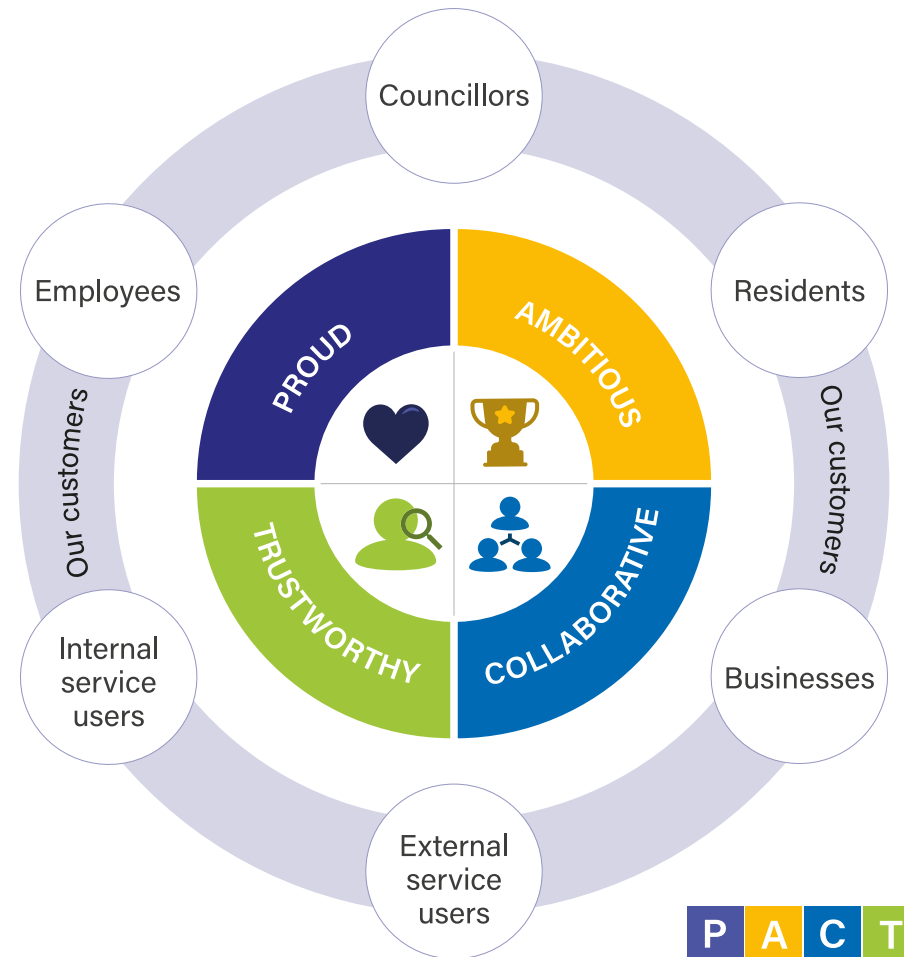 Councillors
Employees
Residents
PROUD
AMBITIOUS
Our customers
Our customers
TRUSTWORTHY
COLLABORATIVE
Internal
service
users
Businesses
External
service
users
P A C T